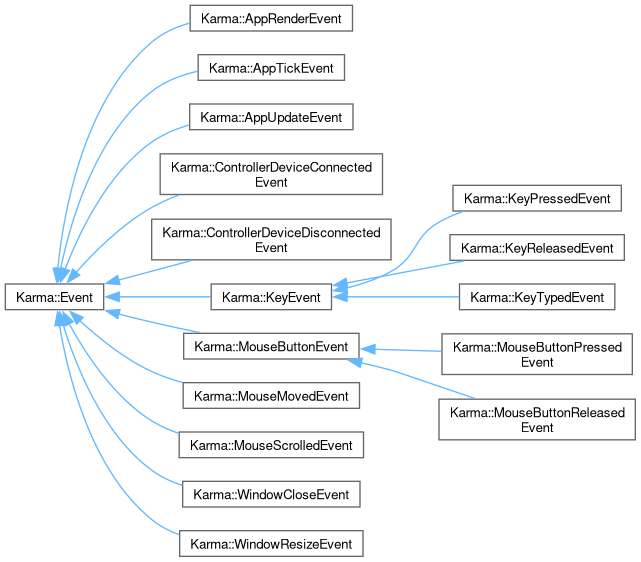 Karma::AppRenderEvent
Karma::AppTickEvent
Karma::AppUpdateEvent
Karma::ControllerDeviceConnected
Event
Karma::ControllerDeviceDisconnected
Event
Karma::Event
Karma::KeyEvent
Karma::MouseButtonEvent
Karma::MouseMovedEvent
Karma::MouseScrolledEvent
Karma::WindowCloseEvent
Karma::WindowResizeEvent
Karma::KeyPressedEvent
Karma::KeyReleasedEvent
Karma::KeyTypedEvent
Karma::MouseButtonPressed
Event
Karma::MouseButtonReleased
Event